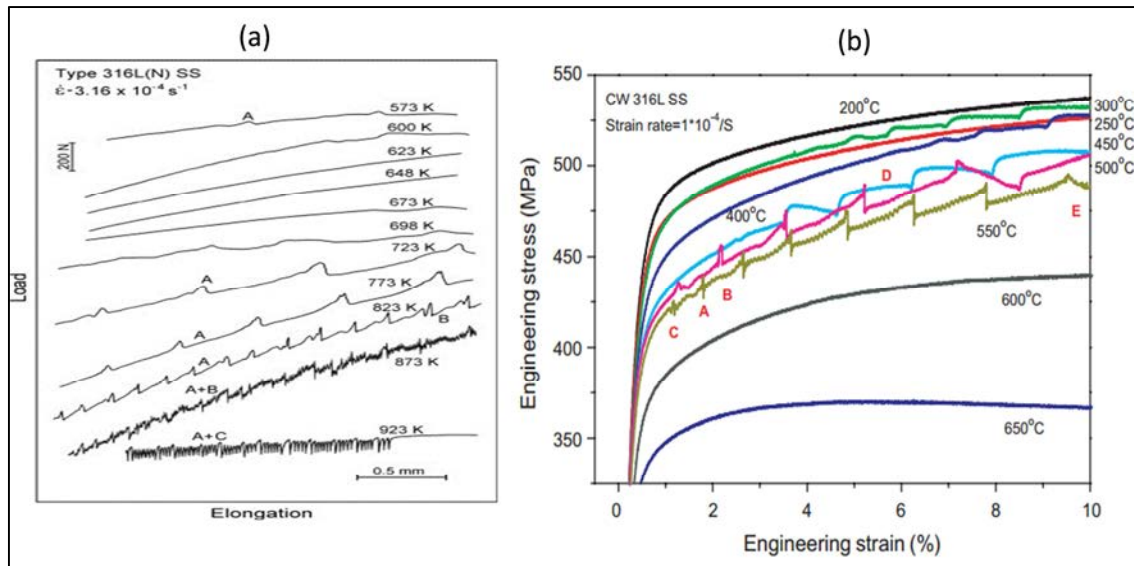 (a)
Type 316L(N) SS
ε̇-3.16 x 10⁻⁴ s⁻¹
200 N
A
573 K
600 K
623 K
648 K
673 K
698 K
723 K
A
773 K
A
823 K
B
A
873 K
A+B
A+C
923 K
0.5 mm
Load
Elongation
(b)
CW 316L SS
Strain rate=1*10⁻⁴/S
200°C
300°C
250°C
450°C
500°C
400°C
550°C
600°C
650°C
D
E
B
A
C
550
500
450
400
350
0
2
4
6
8
10
Engineering stress (MPa)
Engineering strain (%)